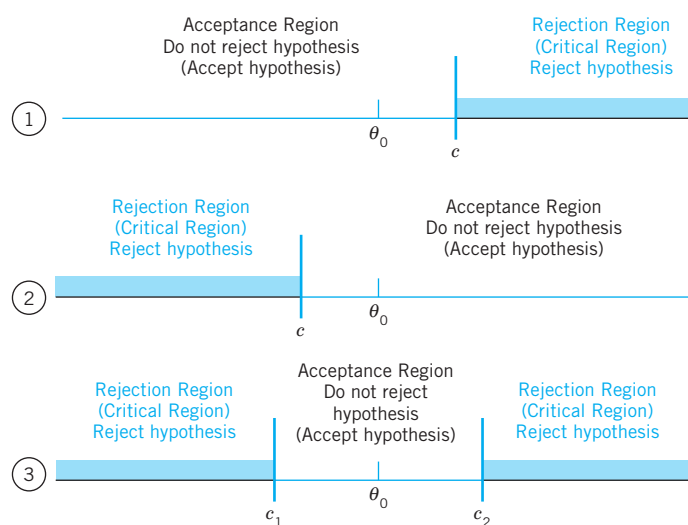 Acceptance Region
Do not reject hypothesis
(Accept hypothesis)
Rejection Region
(Critical Region)
Reject hypothesis
1
θ0
c
Rejection Region
(Critical Region)
Reject hypothesis
Acceptance Region
Do not reject hypothesis
(Accept hypothesis)
2
c
θ0
Rejection Region
(Critical Region)
Reject hypothesis
Acceptance Region
Do not reject
hypothesis
(Accept hypothesis)
Rejection Region
(Critical Region)
Reject hypothesis
3
c1
θ0
c2